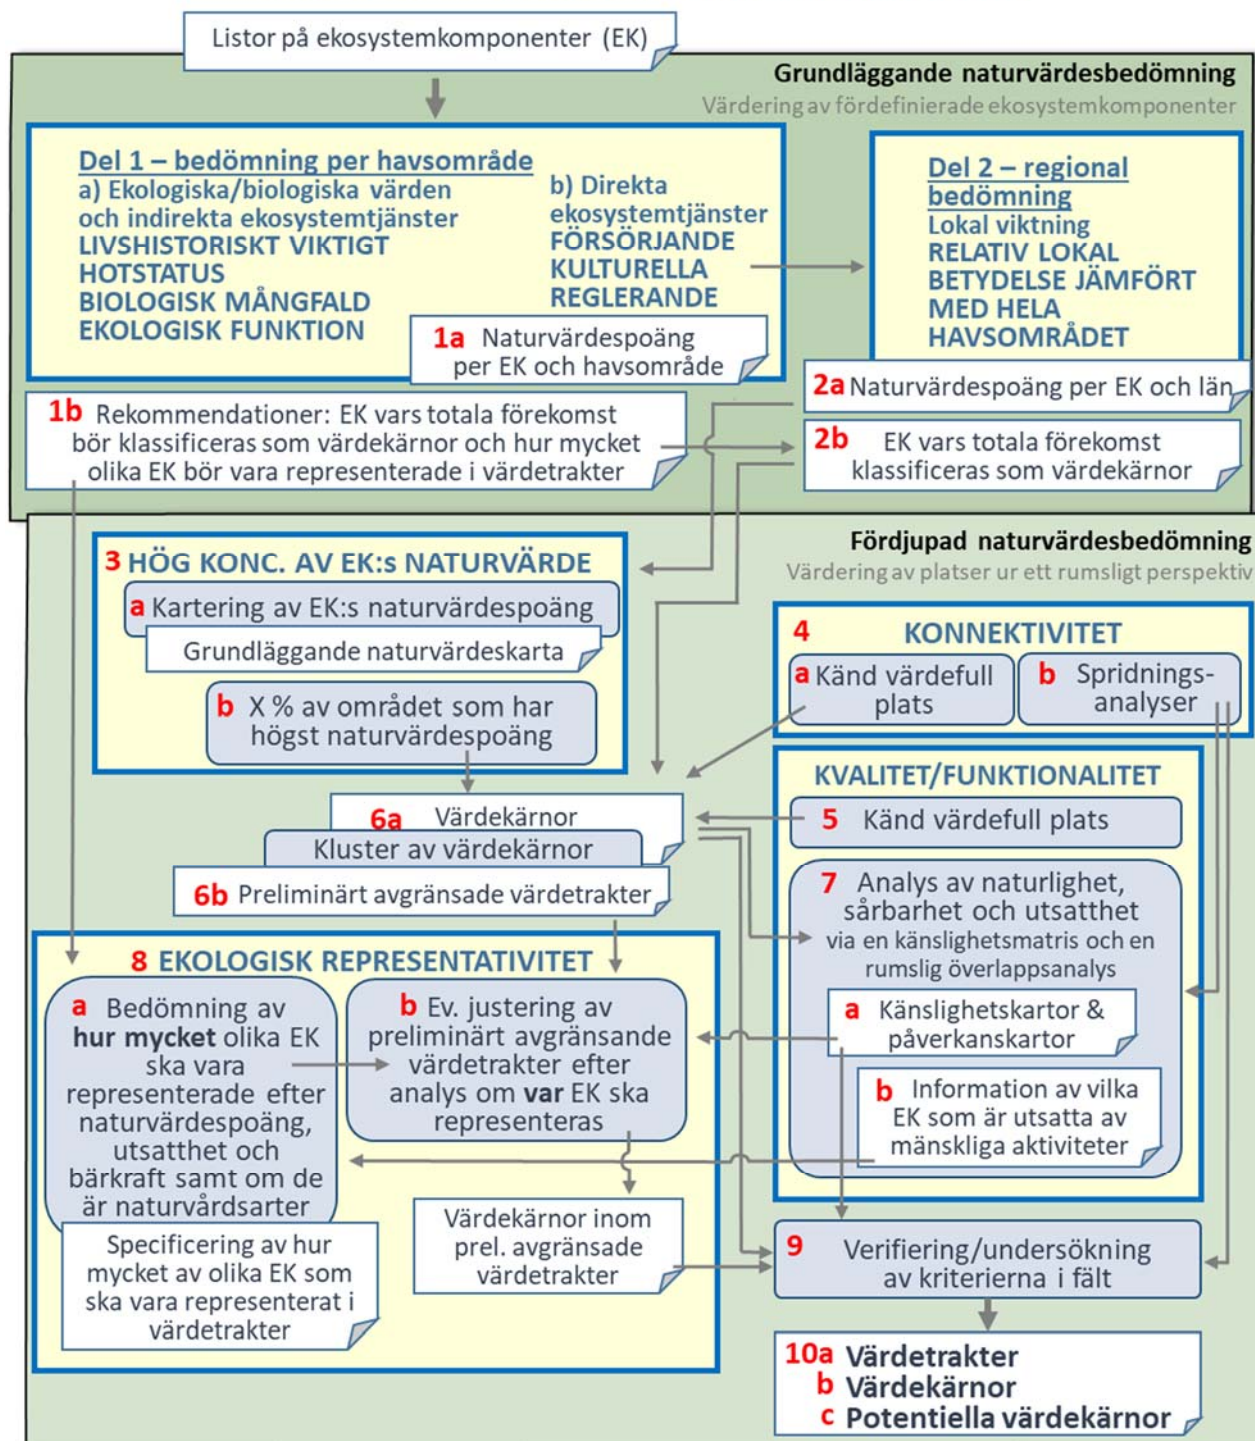 Listor på ekosystemkomponenter (EK)
Grundläggande naturvärdesbedömning
Värdering av fördefinierade ekosystemkomponenter
Del 1 – bedömning per havsområde
a) Ekologiska/biologiska värden
och indirekta ekosystemtjänster
LIVSHISTORISKT VIKTIGT
HOTSTATUS
BIOLOGISK MÅNGFALD
EKOLOGISK FUNKTION
b) Direkta
ekosystemtjänster
FÖRSÖRJANDE
KULTURELLA
REGLERANDE
1a Naturvärdespoäng
per EK och havsområde
Del 2 – regional
bedömning
Lokal viktning
RELATIV LOKAL
BETYDELSE JÄMFÖRT
MED HELA
HAVSOMRÅDET
2a Naturvärdespoäng per EK och län
1b Rekommendationer: EK vars totala förekomst
bör klassificeras som värdekärnor och hur mycket
olika EK bör vara representerade i värdetrakter
2b EK vars totala förekomst
klassificeras som värdekärnor
Fördjupad naturvärdesbedömning
Värdering av platser ur ett rumsligt perspektiv
3 HÖG KONC. AV EK:s NATURVÄRDE
a Kartering av EK:s naturvärdespoäng
Grundläggande naturvärdeskarta
b X % av området som har
högst naturvärdespoäng
4 KONNEKTIVITET
a Känd värdefull
plats
b Spridnings-
analyser
KVALITET/FUNKTIONALITET
5 Känd värdefull plats
6a Värdekärnor
Kluster av värdekärnor
6b Preliminärt avgränsade värdetrakter
7 Analys av naturlighet,
sårbarhet och utsatthet
via en känslighetsmatris och en
rumslig överlappsanalys
a Känslighetskartor &
påverkanskartor
b Information av vilka
EK som är utsatta av
mänskliga aktiviteter
8 EKOLOGISK REPRESENTATIVITET
a Bedömning av
hur mycket olika EK
ska vara
representerade efter
naturvärdespoäng,
utsatthet och
bärkraft samt om de
är naturvårdsarter
Specificering av hur
mycket av olika EK som
ska vara representerat i
värdetrakter
b Ev. justering av
preliminärt avgränsande
värdetrakter efter
analys om var EK ska
representeras
Värdekärnor inom
prel. avgränsade
värdetrakter
9 Verifiering/undersökning
av kriterierna i fält
10a Värdetrakter
b Värdekärnor
c Potentiella värdekärnor